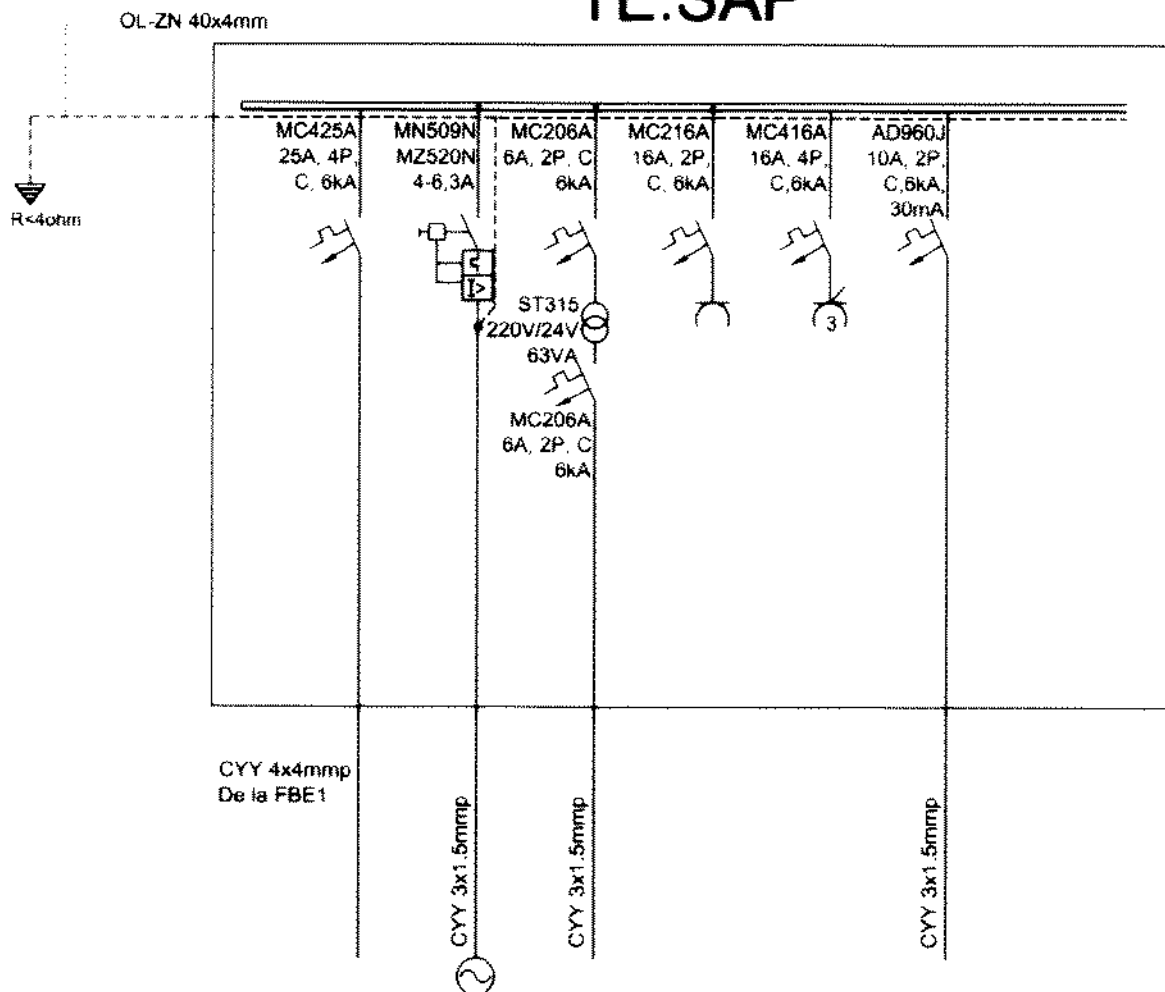 TE.SAP
OL-ZN 40x4mm
R<4ohm
MC425A
25A, 4P,
C, 6kA
MN509N
MZ520N
4-6,3A
I>
MC206A
6A, 2P, C
6kA
ST315
220V/24V
63VA
MC206A
6A, 2P, C
6kA
MC216A
16A, 2P,
C, 6kA
MC416A
16A, 4P,
C,6kA
3
AD960J
10A, 2P,
C,6kA,
30mA
CYY 4x4mmp
De la FBE1
CYY 3x1.5mmp
CYY 3x1.5mmp
CYY 3x1.5mmp